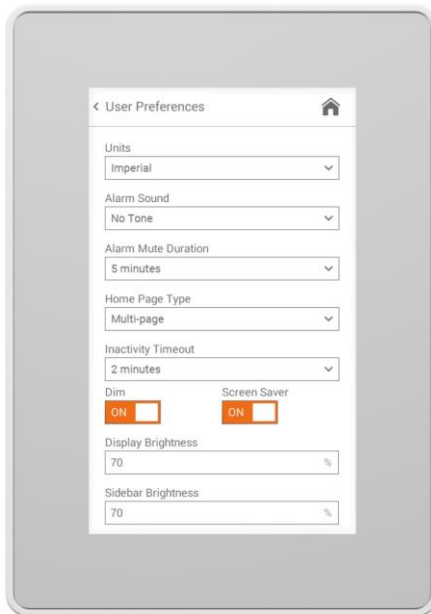 < User Preferences
Units
Imperial
Alarm Sound
No Tone
Alarm Mute Duration
5 minutes
Home Page Type
Multi-page
Inactivity Timeout
2 minutes
Dim Screen Saver
ON ON
Display Brightness
70 %
Sidebar Brightness
70 %